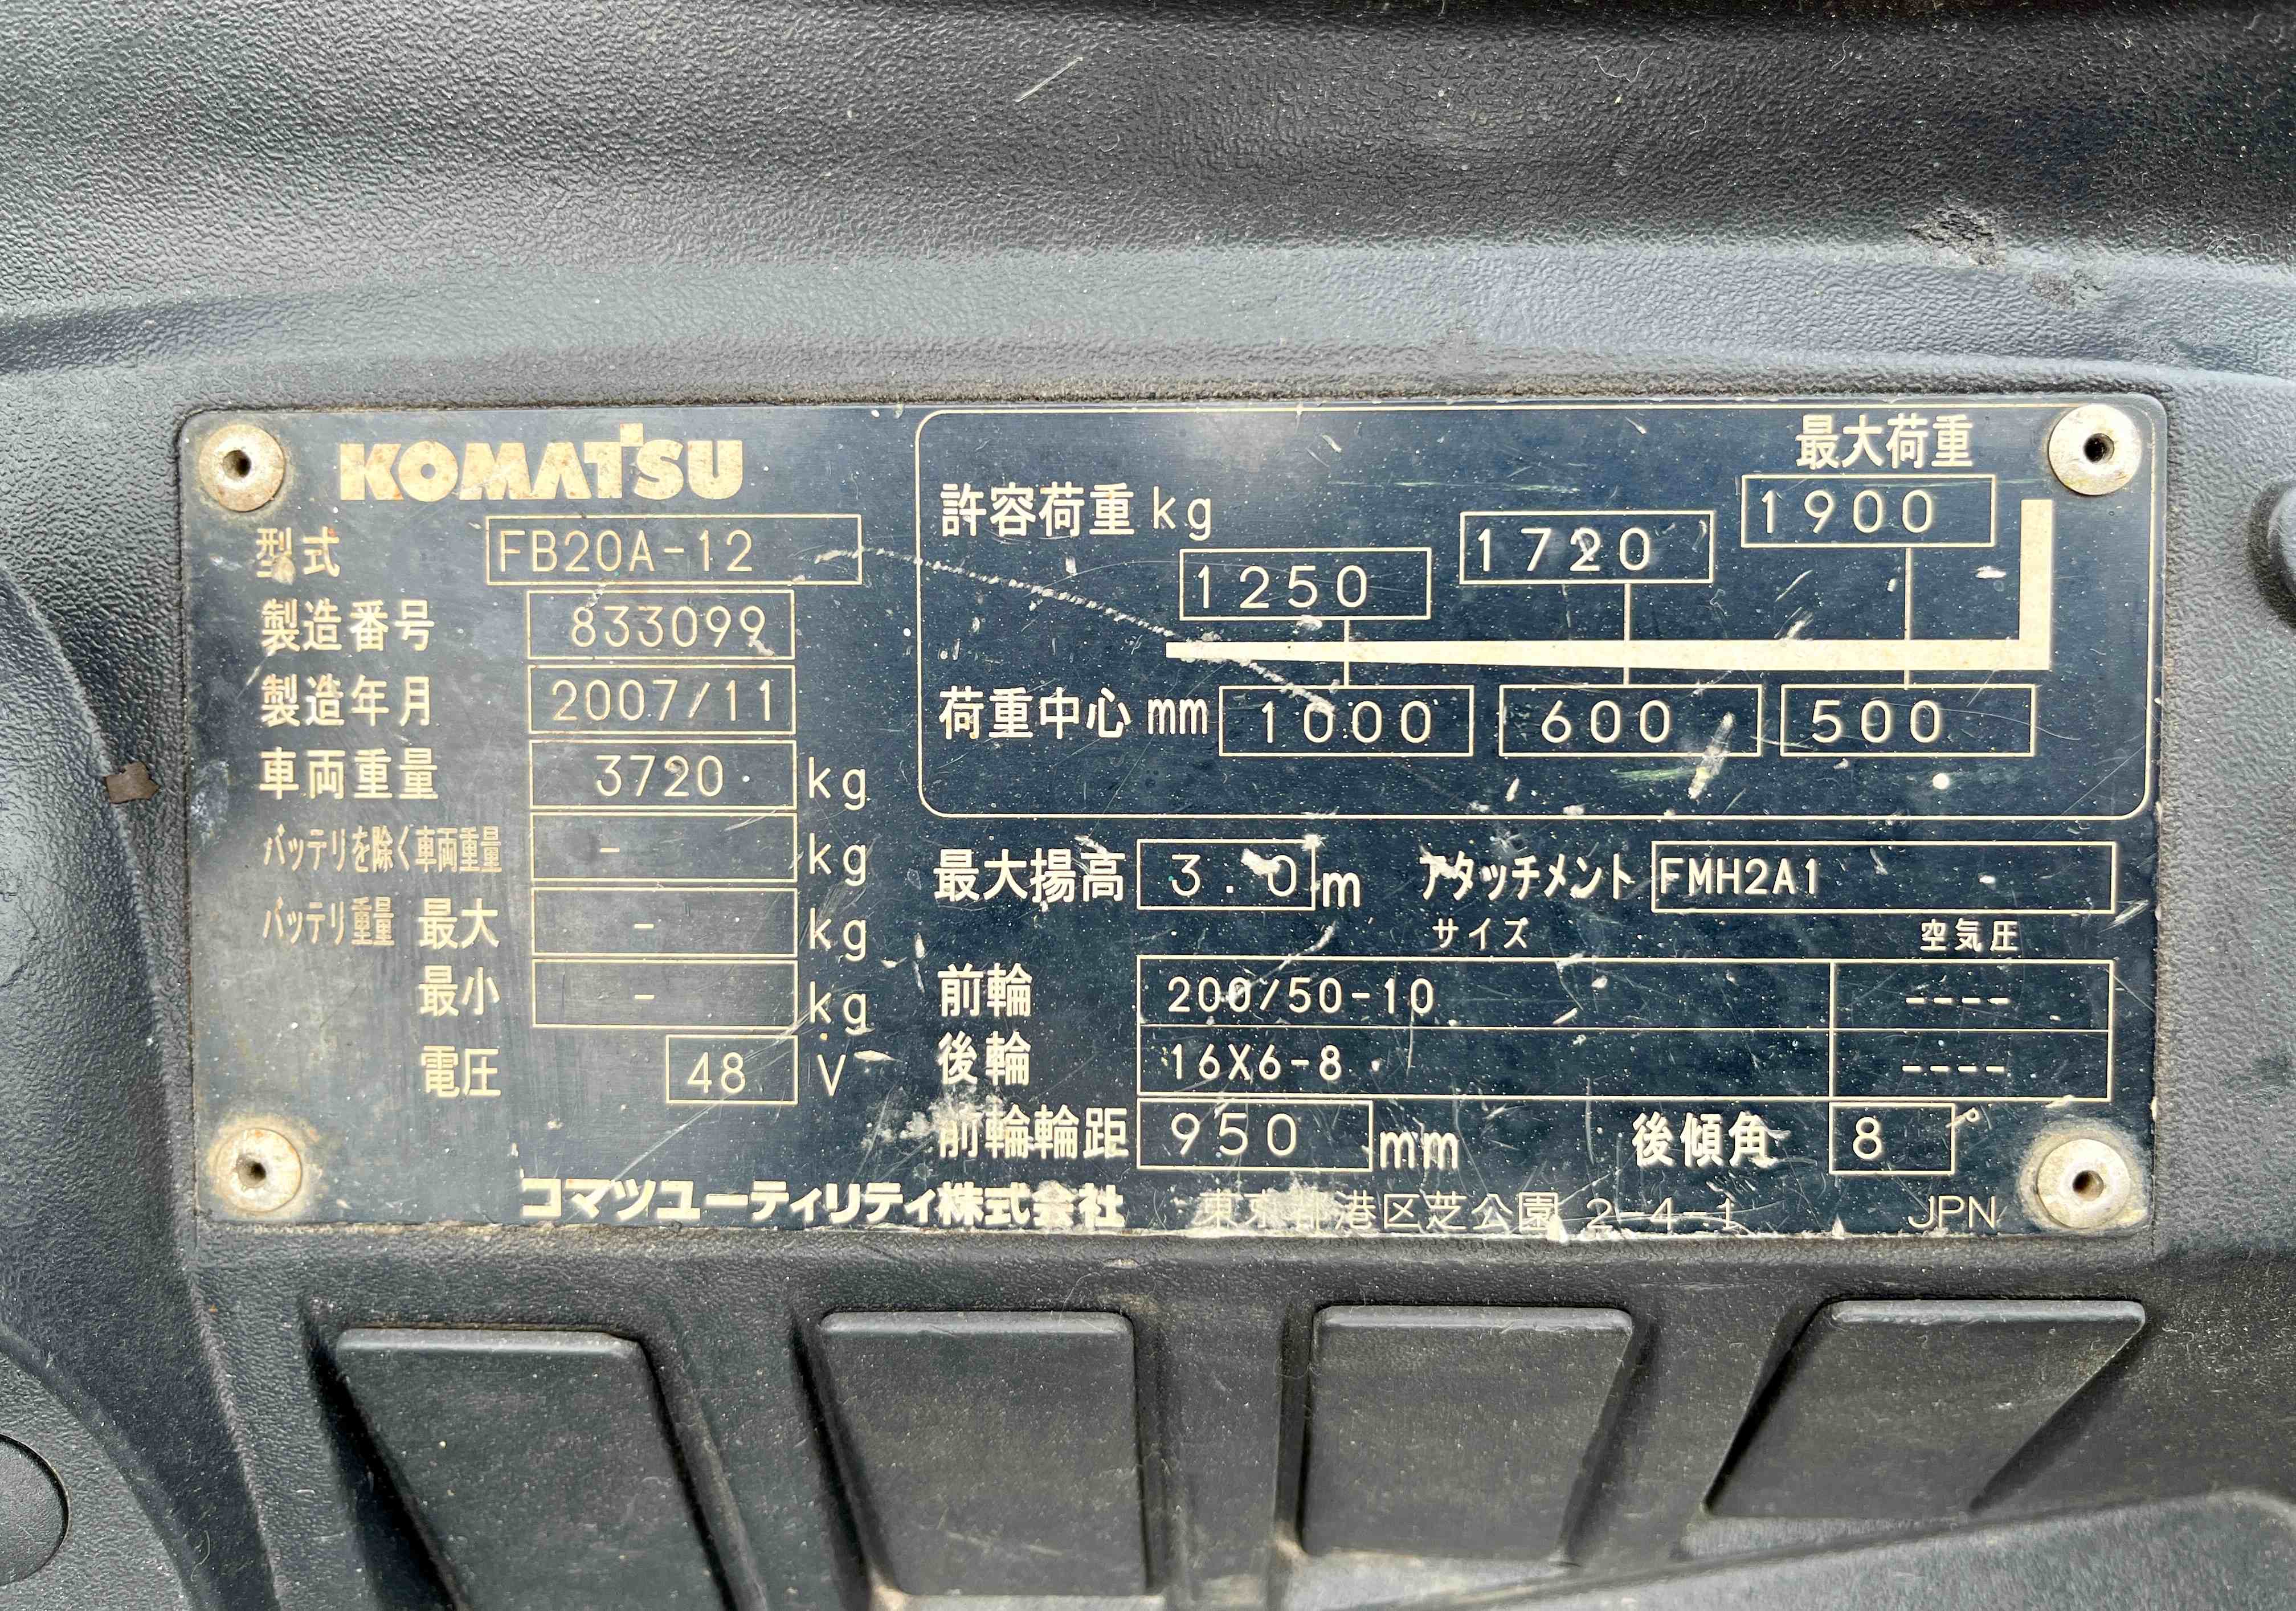 KOMATSU
型式 FB20A-12
製造番号 833099
製造年月 2007/11
車両重量 3720 kg
バッテリを除く車両重量 - kg
バッテリ重量 最大 - kg
最小 - kg
電圧 48 V
最大荷重
許容荷重 kg 1250 1720 1900
荷重中心 mm 1000 600 500
最大揚高 3.0 m アタッチメント FMH2A1 -
サイズ 空気圧
前輪 200/50-10 ----
後輪 16X6-8 ----
前輪輪距 950 mm 後傾角 8°
コマツユーティリティ株式会社 東京都港区芝公園 2-4-1 JPN